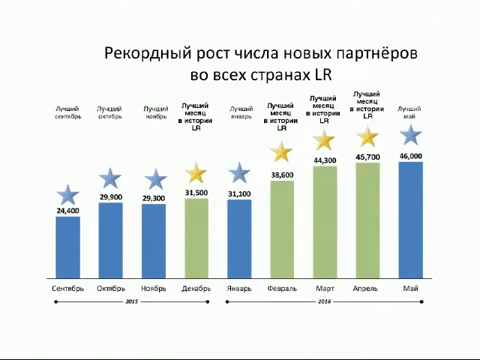 Рекордный рост числа новых партнёров
во всех странах LR
Лучший
сентябрь
Лучший
октябрь
Лучший
ноябрь
Лучший
месяц
в истории
LR
Лучший
январь
Лучший
месяц
в истории
LR
Лучший
месяц
в истории
LR
Лучший
месяц
в истории
LR
Лучший
май
24,400
29,900
29,300
31,500
31,100
38,600
44,300
45,700
46,000
Сентябрь Октябрь Ноябрь Декабрь Январь Февраль Март Апрель Май
2015 2016